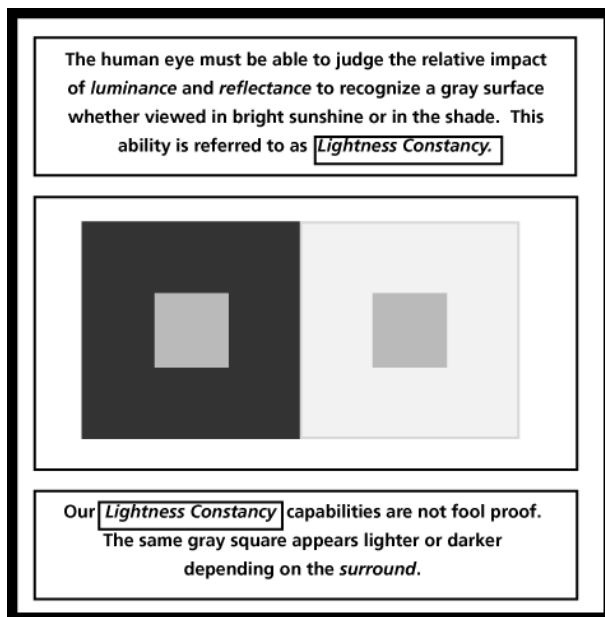 The human eye must be able to judge the relative impact
of luminance and reflectance to recognize a gray surface
whether viewed in bright sunshine or in the shade. This
ability is referred to as Lightness Constancy.
Our Lightness Constancy capabilities are not fool proof.
The same gray square appears lighter or darker
depending on the surround.